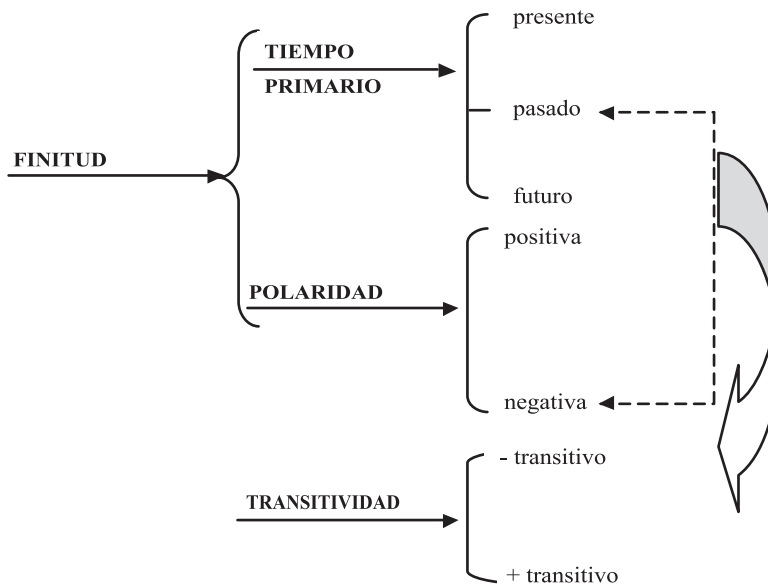 presente
TIEMPO
PRIMARIO
pasado
FINITUD
futuro
positiva
POLARIDAD
negativa
- transitivo
TRANSITIVIDAD
+ transitivo